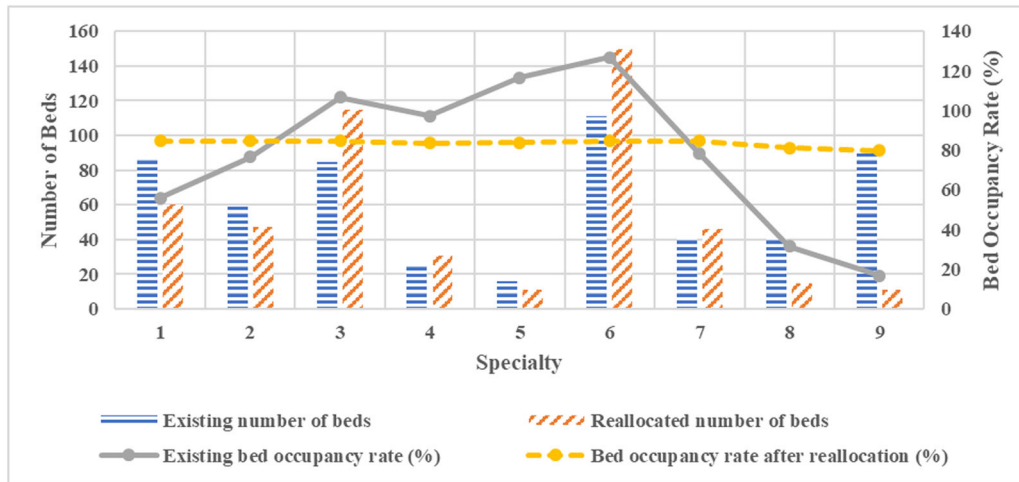 160
140
120
100
80
60
40
20
0
Number of Beds
140
120
100
80
60
40
20
0
Bed Occupancy Rate (%)
1 2 3 4 5 6 7 8 9
Specialty
Existing number of beds
Reallocated number of beds
Existing bed occupancy rate (%)
Bed occupancy rate after reallocation (%)